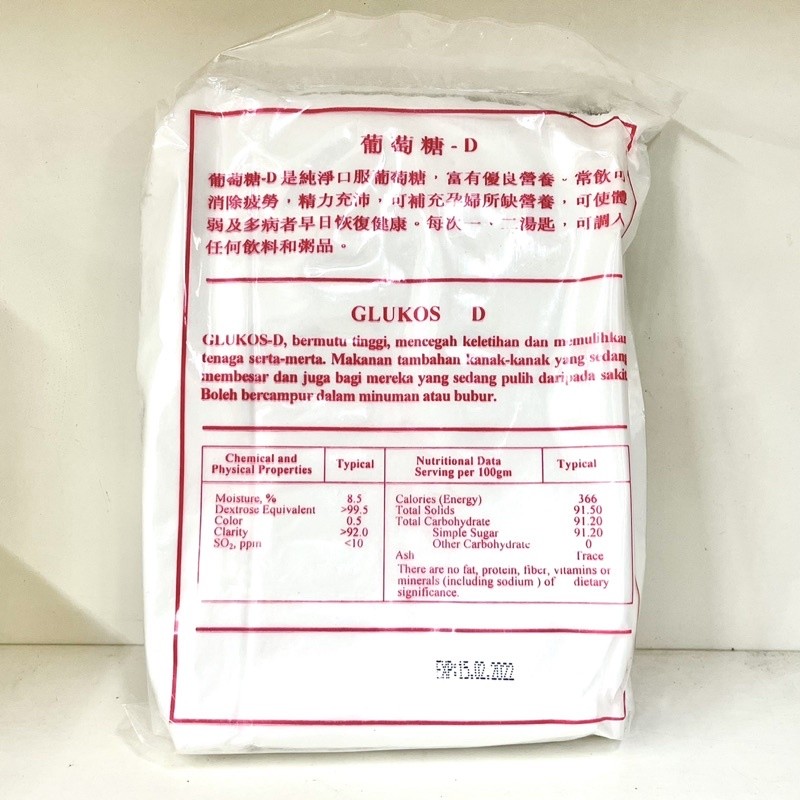 葡萄糖-D
葡萄糖-D是純淨口服葡萄糖，富有優良營養。常飲可
消除疲勞，精力充沛，可補充孕婦所缺營養，可使體
弱及多病者早日恢復健康。每次一、二湯匙，可調入
任何飲料和粥品。
GLUKOS D
GLUKOS-D, bermutu tinggi, mencegah keletihan dan memulihkan
tenaga serta-merta. Makanan tambahan kanak-kanak yang sedang
membesar dan juga bagi mereka yang sedang pulih daripada sakit
Boleh bercampur dalam minuman atau bubur.
Chemical and Physical Properties Typical
Moisture, % 8.5
Dextrose Equivalent >99.5
Color 0.5
Clarity >92.0
SO₂, ppm <10
Nutritional Data Serving per 100gm Typical
Calories (Energy) 366
Total Solids 91.50
Total Carbohydrate 91.20
Simple Sugar 91.20
Other Carbohydrate 0
Ash Trace
There are no fat, protein, fiber, vitamins or
minerals (including sodium ) of dietary
significance.
EXP:15.02.2022